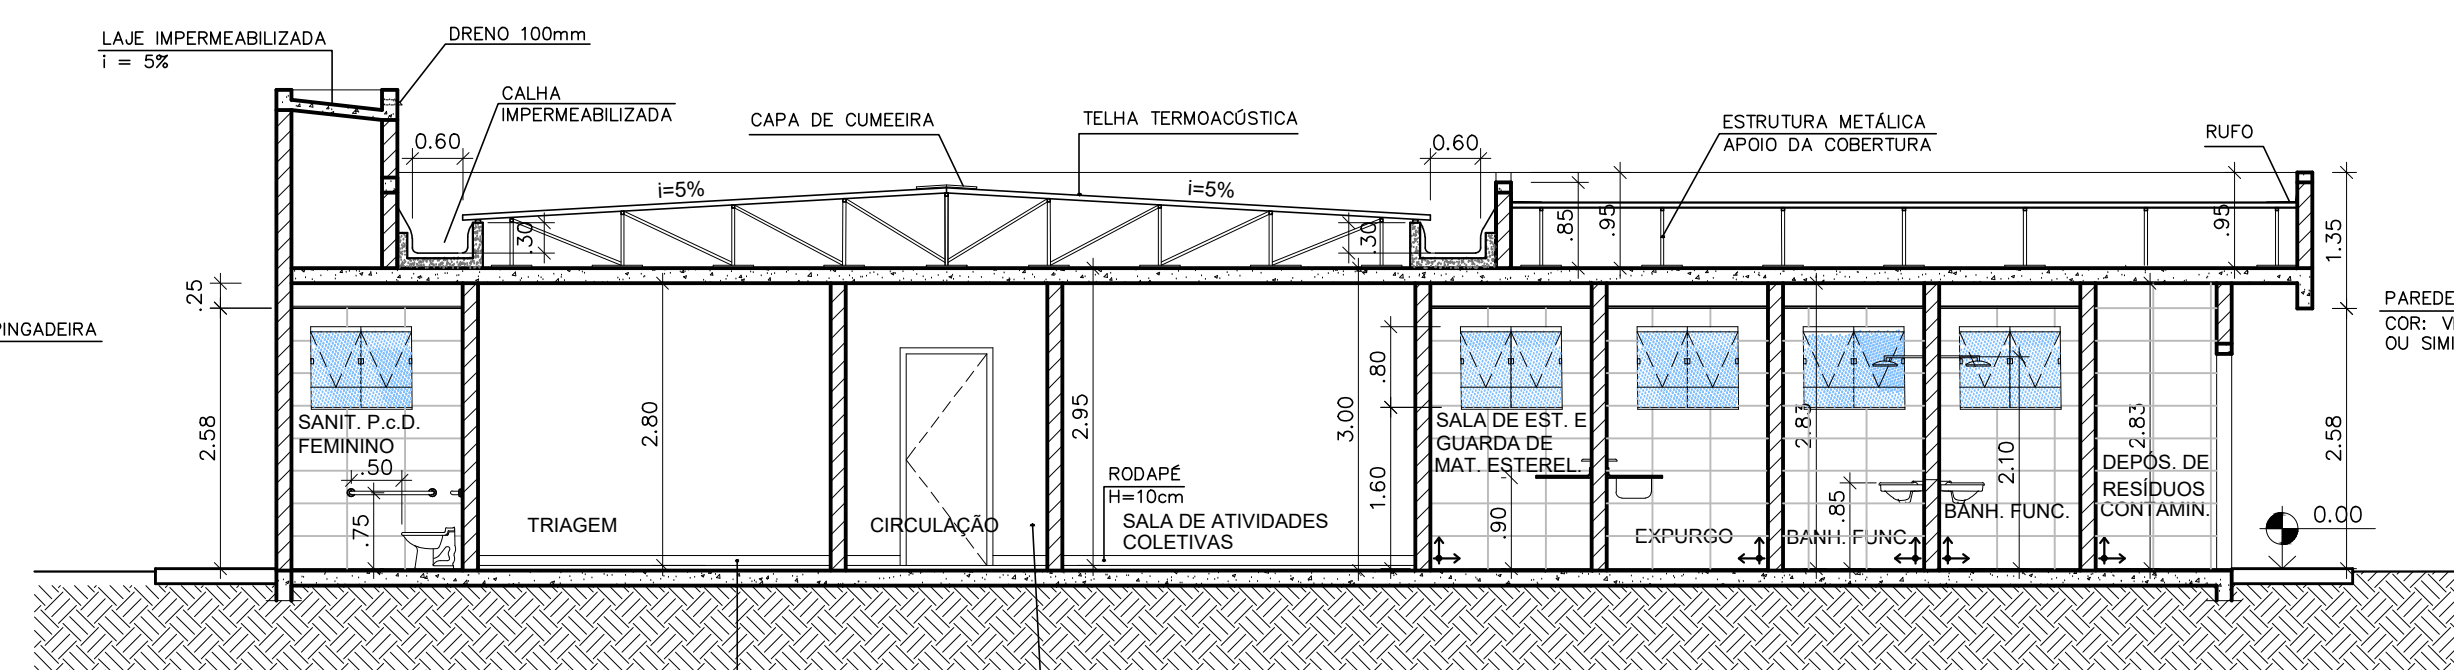 LAJE IMPERMEABILIZADA
i = 5%
DRENO 100mm
CALHA
IMPERMEABILIZADA
CAPA DE CUMEEIRA
TELHA TERMOACÚSTICA
ESTRUTURA METÁLICA
APOIO DA COBERTURA
RUFO
0.60
0.60
i=5%
i=5%
.30
.30
.85
.95
.95
1.35
.25
PINGADEIRA
PAREDE
COR:
OU
2.58
SANIT. P.c.D.
FEMININO
.50
.75
2.80
TRIAGEM
CIRCULAÇÃO
2.95
RODAPÉ
H=10cm
SALA DE ATIVIDADES
COLETIVAS
3.00
.80
1.60
SALA DE EST. E
GUARDA DE
MAT. ESTEREL.
.90
EXPURGO
2.83
.85
BANH. FUNC.
2.10
BANH. FUNC.
2.83
DEPÓS. DE
RESÍDUOS
CONTAMIN.
2.58
0.00